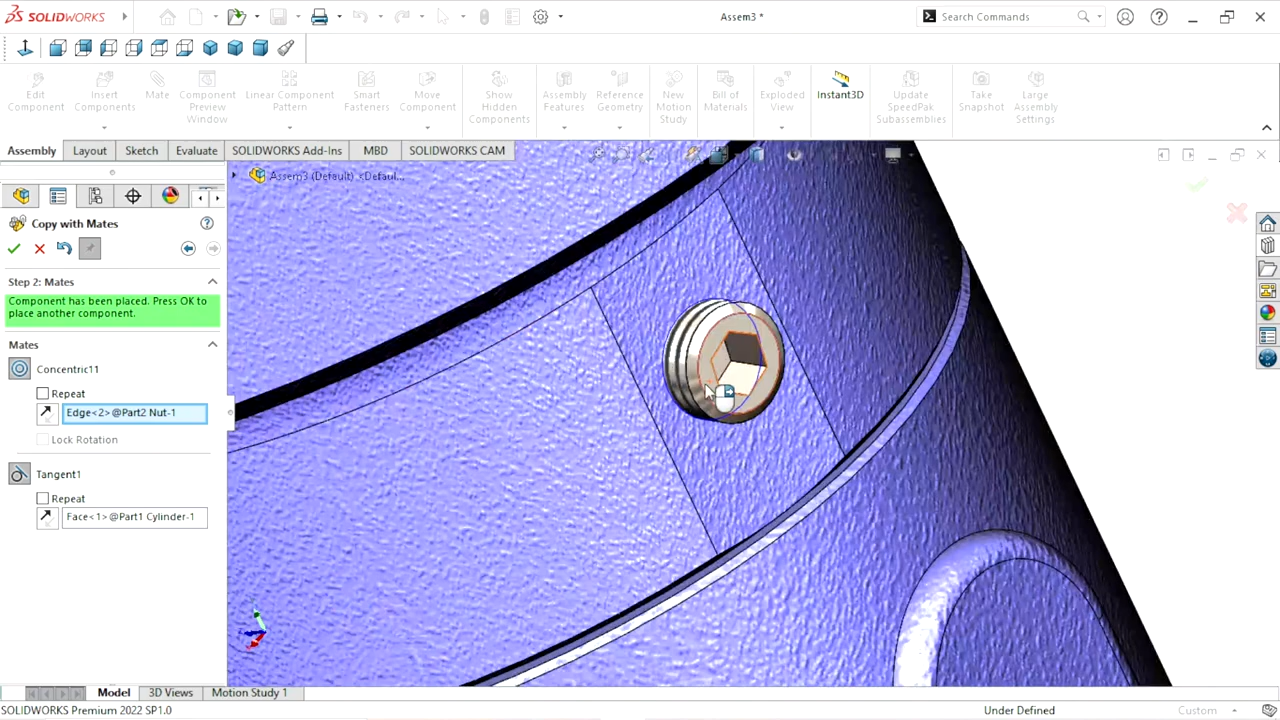 SOLIDWORKS
Assem3 *
Search Commands
Edit Component
Insert Components
Mate
Component Preview Window
Linear Component Pattern
Smart Fasteners
Move Component
Show Hidden Components
Assembly Features
Reference Geometry
New Motion Study
Bill of Materials
Exploded View
Instant3D
Update SpeedPak Subassemblies
Take Snapshot
Large Assembly Settings
Assembly
Layout
Sketch
Evaluate
SOLIDWORKS Add-Ins
MBD
SOLIDWORKS CAM
Assem3 (Default) <Defaul...
Copy with Mates
Step 2: Mates
Component has been placed. Press OK to
place another component.
Mates
Concentric11
Repeat
Edge<2>@Part2 Nut-1
Lock Rotation
Tangent1
Repeat
Face<1>@Part1 Cylinder-1
Model
3D Views
Motion Study 1
SOLIDWORKS Premium 2022 SP1.0
Under Defined
Custom